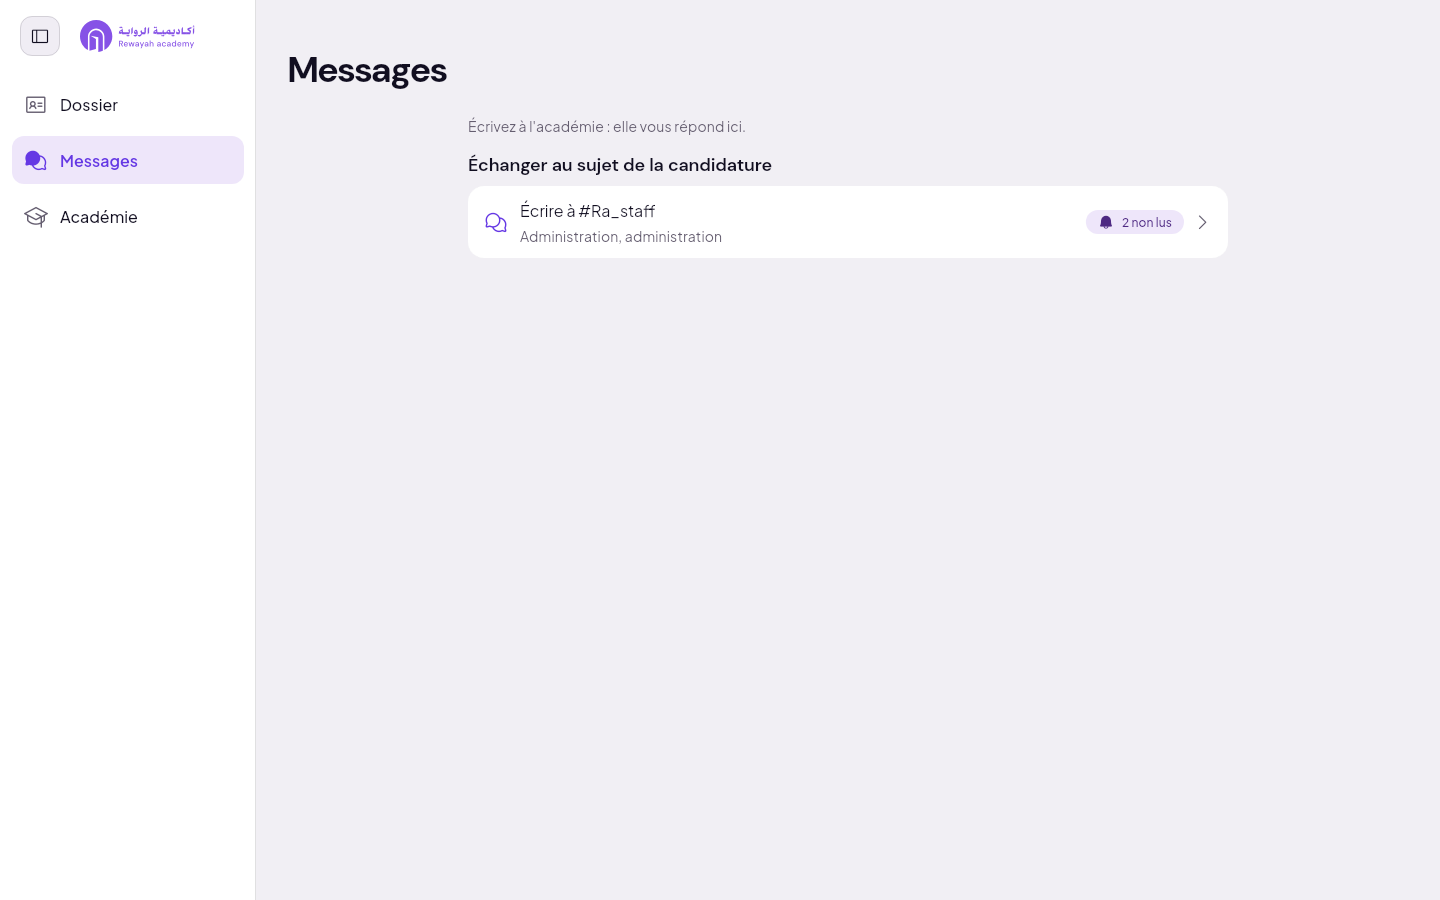 أكاديمية الرواية
Rewayah academy
Dossier
Messages
Académie
Messages
Écrivez à l'académie : elle vous répond ici.
Échanger au sujet de la candidature
Écrire à #Ra_staff
Administration, administration
2 non lus